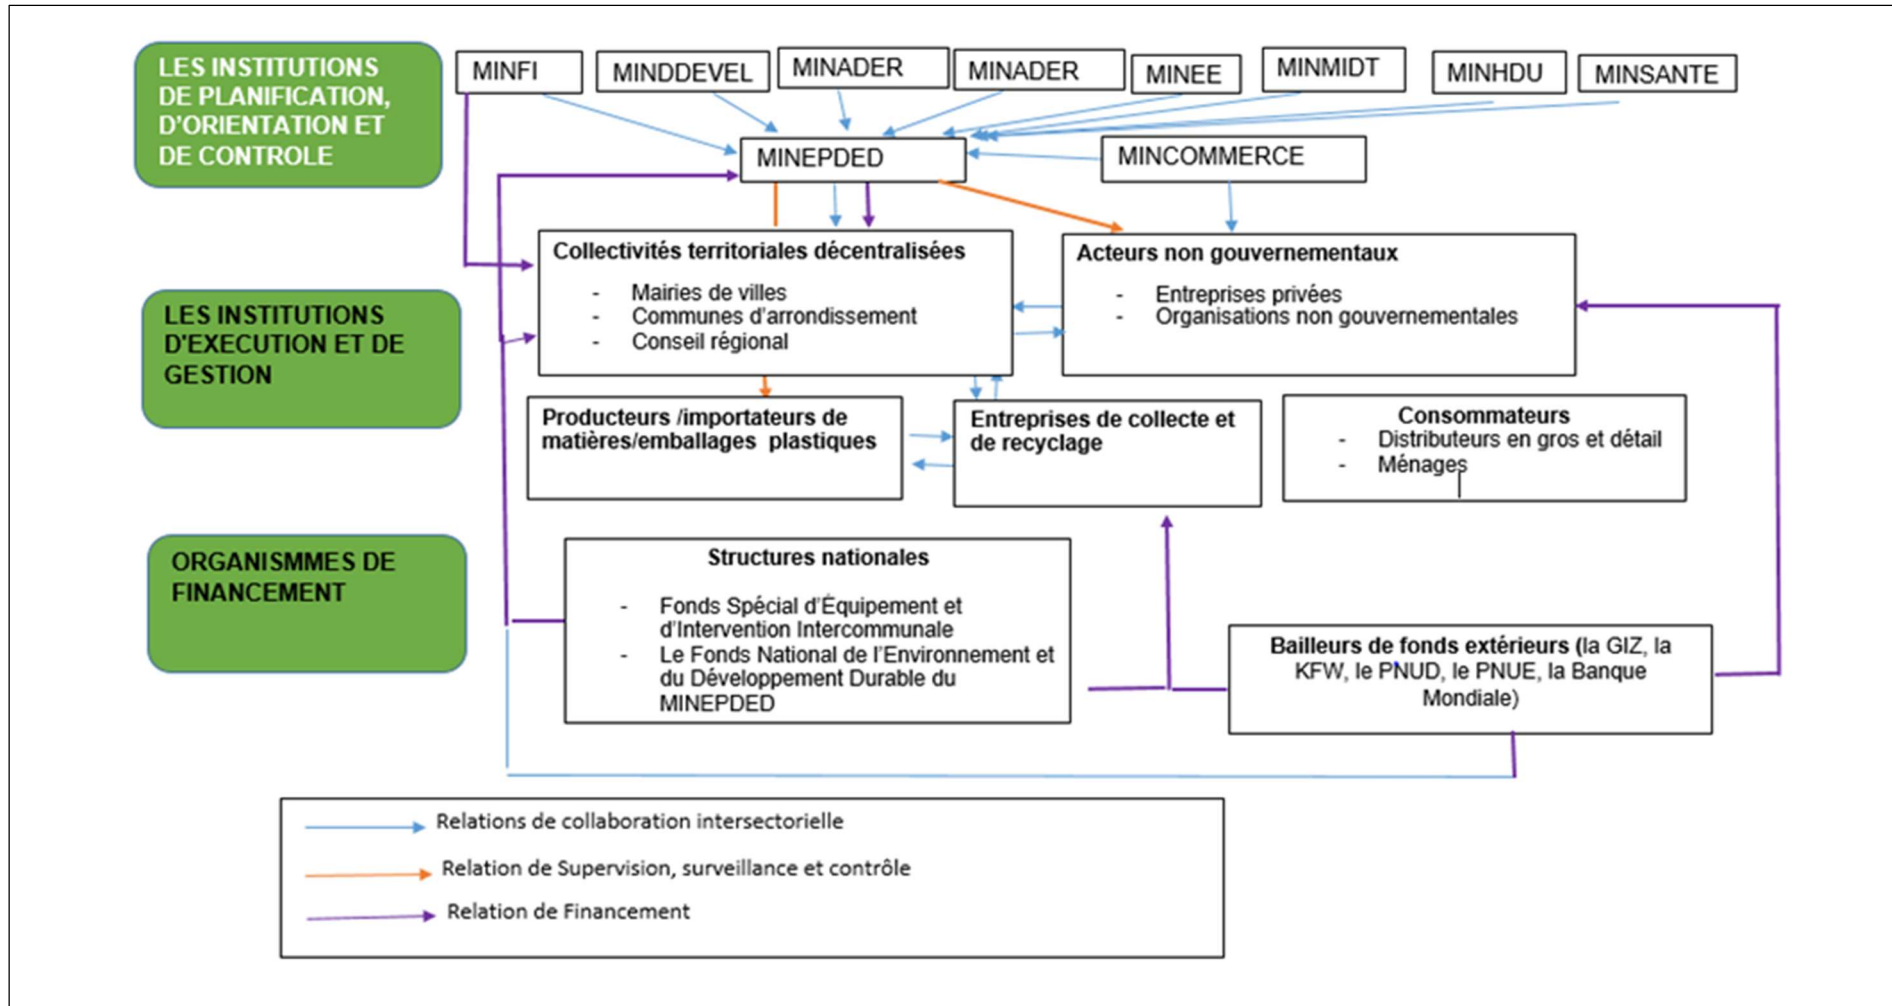 LES INSTITUTIONS
DE PLANIFICATION,
D'ORIENTATION ET
DE CONTROLE
MINFI
MINDDEVEL
MINADER
MINADER
MINEE
MINMIDT
MINHDU
MINSANTE
MINEPDED
MINCOMMERCE
LES INSTITUTIONS
D'EXECUTION ET DE
GESTION
Collectivités territoriales décentralisées
- Mairies de villes
- Communes d'arrondissement
- Conseil régional
Acteurs non gouvernementaux
- Entreprises privées
- Organisations non gouvernementales
Producteurs /importateurs de
matières/emballages plastiques
Entreprises de collecte et
de recyclage
Consommateurs
- Distributeurs en gros et détail
- Ménages
ORGANISMMES DE
FINANCEMENT
Structures nationales
- Fonds Spécial d'Équipement et
d'Intervention Intercommunale
- Le Fonds National de l'Environnement et
du Développement Durable du
MINEPDED
Bailleurs de fonds extérieurs (la GIZ, la
KFW, le PNUD, le PNUE, la Banque
Mondiale)
Relations de collaboration intersectorielle
Relation de Supervision, surveillance et contrôle
Relation de Financement